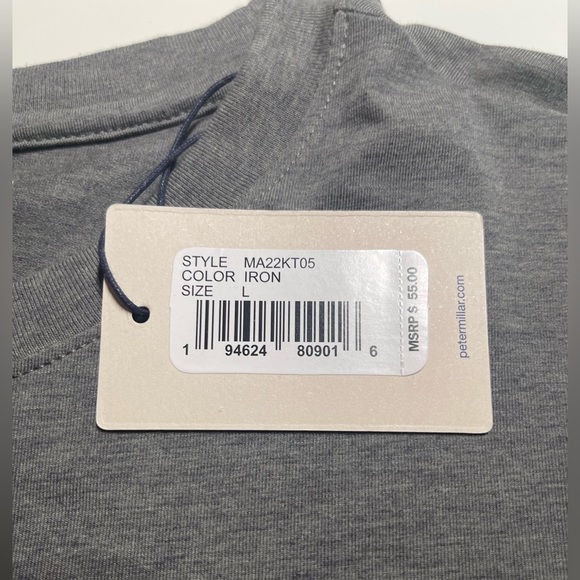 STYLE MA22KT05
COLOR IRON
SIZE L
1 94624 80901 6
MSRP $ 55.00
petermillar.com